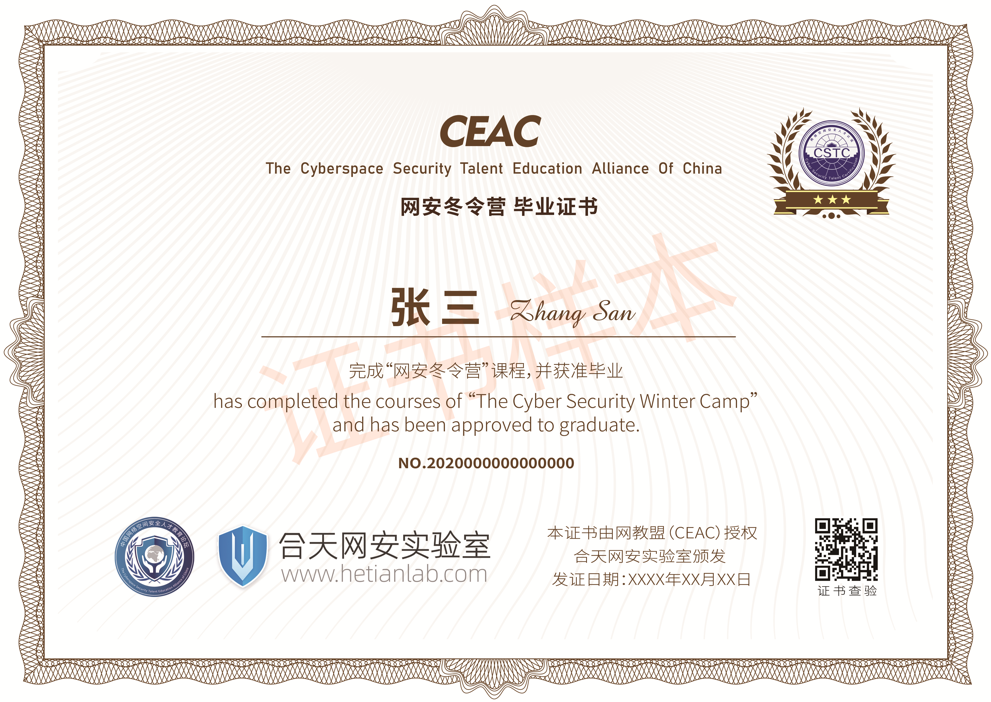 CEAC
The Cyberspace Security Talent Education Alliance Of China
网安冬令营 毕业证书
CSTC
张三 Zhang San
证书样本
完成“网安冬令营”课程，并获准毕业
has completed the courses of “The Cyber Security Winter Camp”
and has been approved to graduate.
NO.2020000000000000
合天网安实验室
www.hetianlab.com
本证书由网教盟（CEAC）授权
合天网安实验室颁发
发证日期：XXXX年XX月XX日
证书查验